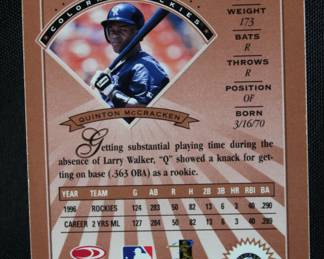 COLORADO ROCKIES
WEIGHT
173
BATS
R
THROWS
R
POSITION
OF
BORN
3/16/70
QUINTON McCRACKEN
Getting substantial playing time during the
absence of Larry Walker, "Q" showed a knack for get-
ting on base (.363 OBA) as a rookie.
YEAR TEAM G AB R H 2B 3B HR RBI BA
1996 ROCKIES 124 283 50 82 13 6 3 40 .290
CAREER 2 YRS ML 127 284 50 82 13 6 3 40 .289